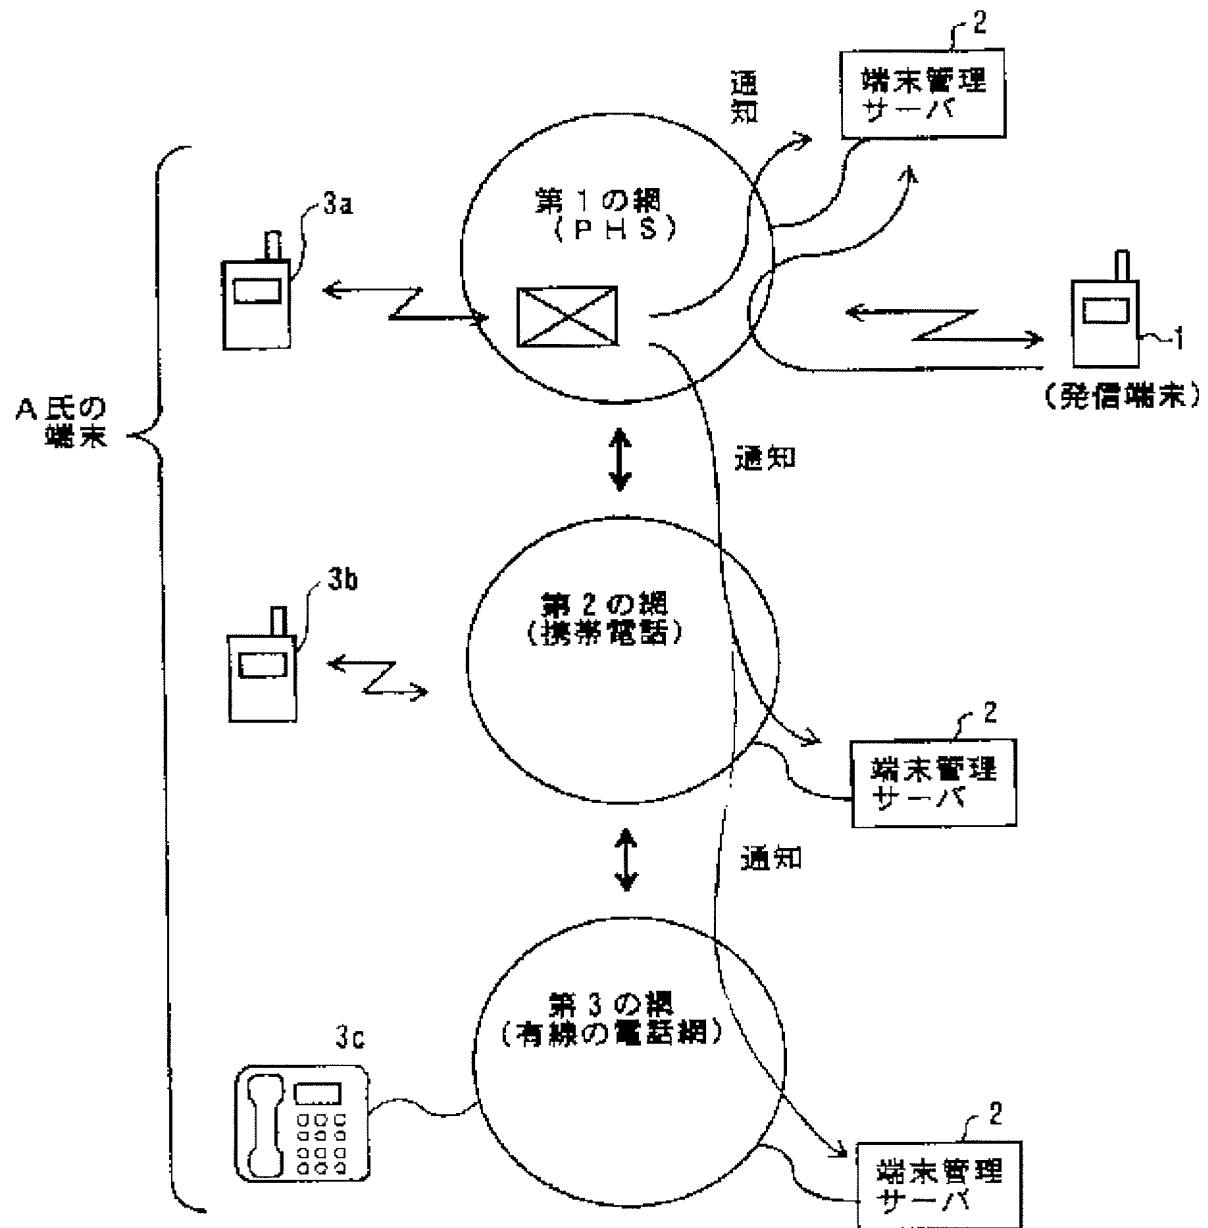 2
端末管理
サーバ
通知
第1の網
(PHS)
3a
1
(発信端末)
A氏の
端末
通知
3b
第2の網
(携帯電話)
2
端末管理
サーバ
通知
第3の網
(有線の電話網)
3c
2
端末管理
サーバ